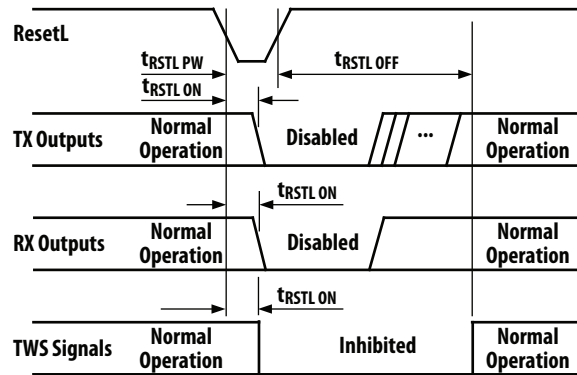 ResetL
tRSTL PW
tRSTL OFF
tRSTL ON
TX Outputs
Normal
Operation
Disabled
...
Normal
Operation
tRSTL ON
RX Outputs
Normal
Operation
Disabled
Normal
Operation
tRSTL ON
TWS Signals
Normal
Operation
Inhibited
Normal
Operation